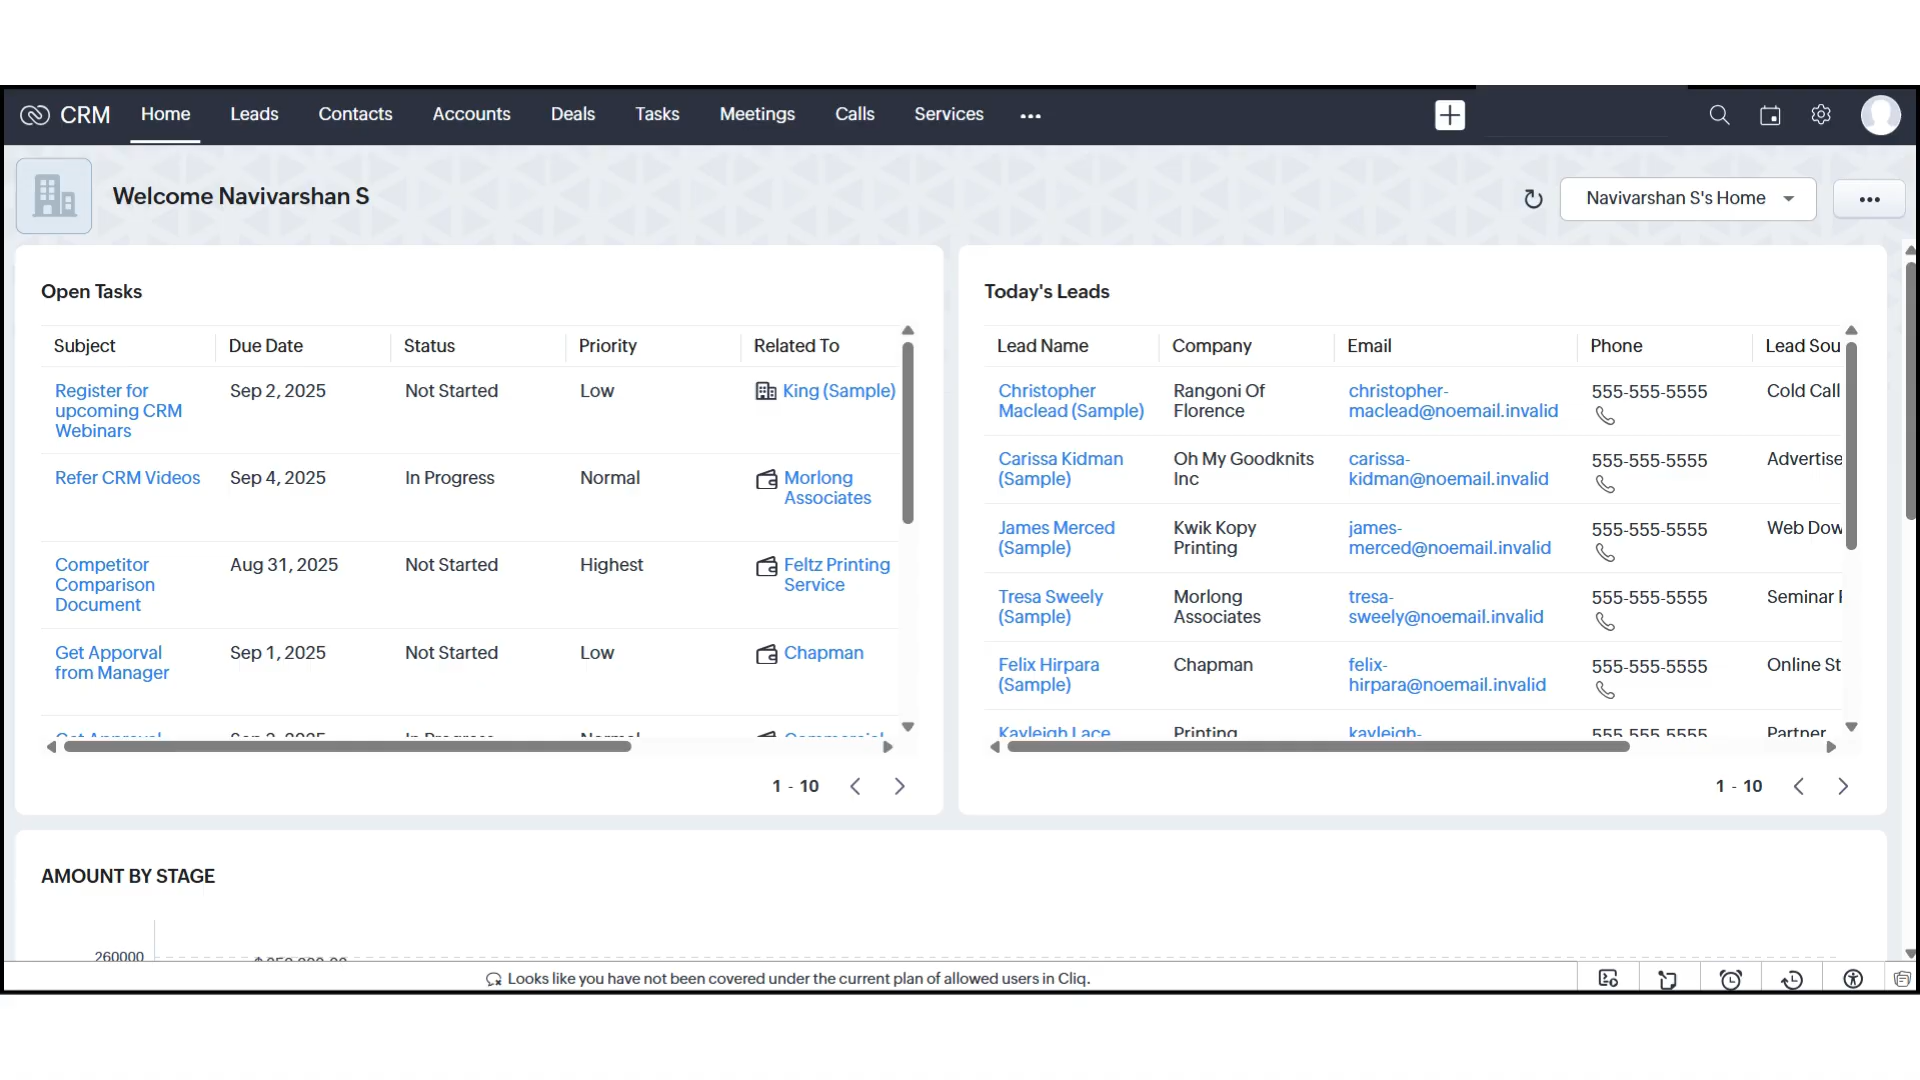 CRM Home Leads Contacts Accounts Deals Tasks Meetings Calls Services
Welcome Navivarshan S
Navivarshan S's Home
Open Tasks
Subject Due Date Status Priority Related To
Register for
upcoming CRM
Webinars
Sep 2, 2025 Not Started Low King (Sample)
Refer CRM Videos Sep 4, 2025 In Progress Normal Morlong
Associates
Competitor
Comparison
Document
Aug 31, 2025 Not Started Highest Feltz Printing
Service
Get Apporval
from Manager
Sep 1, 2025 Not Started Low Chapman
1 - 10
Today's Leads
Lead Name Company Email Phone Lead Sou
Christopher
Maclead (Sample)
Rangoni Of
Florence
christopher-
maclead@noemail.invalid
555-555-5555
Cold Call
Carissa Kidman
(Sample)
Oh My Goodknits
Inc
carissa-
kidman@noemail.invalid
555-555-5555
Advertise
James Merced
(Sample)
Kwik Kopy
Printing
james-
merced@noemail.invalid
555-555-5555
Web Dow
Tresa Sweely
(Sample)
Morlong
Associates
tresa-
sweely@noemail.invalid
555-555-5555
Seminar
Felix Hirpara
(Sample)
Chapman
felix-
hirpara@noemail.invalid
555-555-5555
Online St
Kayleigh Lace Printing kayleigh- 555-555-5555 Partner
1 - 10
AMOUNT BY STAGE
260000
Looks like you have not been covered under the current plan of allowed users in Cliq.